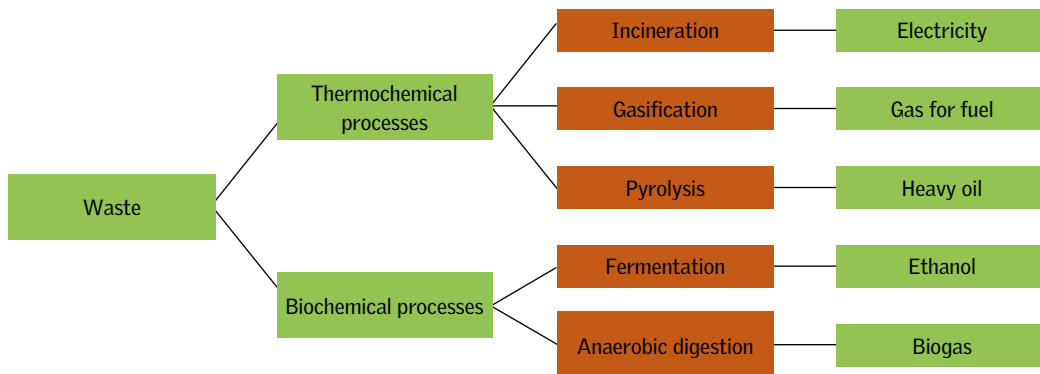 Waste
Thermochemical
processes
Biochemical processes
Incineration
Gasification
Pyrolysis
Fermentation
Anaerobic digestion
Electricity
Gas for fuel
Heavy oil
Ethanol
Biogas